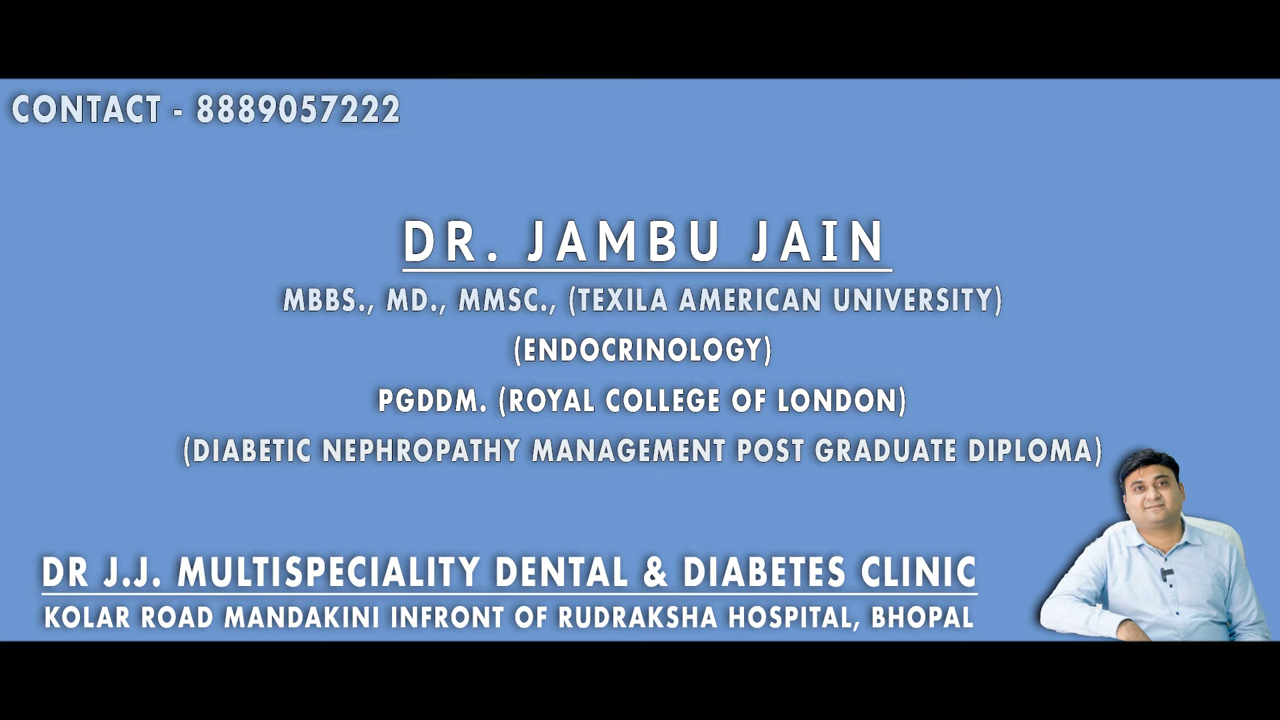 CONTACT - 8889057222
DR. JAMBU JAIN
MBBS., MD., MMSC., (TEXILA AMERICAN UNIVERSITY)
(ENDOCRINOLOGY)
PGDDM. (ROYAL COLLEGE OF LONDON)
(DIABETIC NEPHROPATHY MANAGEMENT POST GRADUATE DIPLOMA)
DR J.J. MULTISPECIALITY DENTAL & DIABETES CLINIC
KOLAR ROAD MANDAKINI INFRONT OF RUDRAKSHA HOSPITAL, BHOPAL